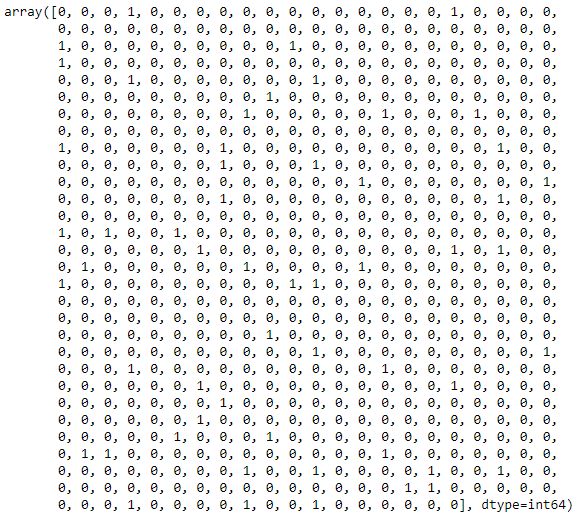 array([0, 0, 0, 1, 0, 0, 0, 0, 0, 0, 0, 0, 0, 0, 0, 0, 0, 1, 0, 0, 0, 0,
0, 0, 0, 0, 0, 0, 0, 0, 0, 0, 0, 0, 0, 0, 0, 0, 0, 0, 0, 0, 0, 0,
1, 0, 0, 0, 0, 0, 0, 0, 0, 0, 1, 0, 0, 0, 0, 0, 0, 0, 0, 0, 0, 0,
1, 0, 0, 0, 0, 0, 0, 0, 0, 0, 0, 0, 0, 0, 0, 0, 0, 0, 0, 0, 0, 0,
0, 0, 0, 1, 0, 0, 0, 0, 0, 0, 0, 1, 0, 0, 0, 0, 0, 0, 0, 0, 0, 0,
0, 0, 0, 0, 0, 0, 0, 0, 0, 1, 0, 0, 0, 0, 0, 0, 0, 0, 0, 0, 0, 0,
0, 0, 0, 0, 0, 0, 0, 0, 1, 0, 0, 0, 0, 0, 1, 0, 0, 0, 1, 0, 0, 0,
0, 0, 0, 0, 0, 0, 0, 0, 0, 0, 0, 0, 0, 0, 0, 0, 0, 0, 0, 0, 0, 0,
1, 0, 0, 0, 0, 0, 0, 1, 0, 0, 0, 0, 0, 0, 0, 0, 0, 0, 0, 1, 0, 0,
0, 0, 0, 0, 0, 0, 0, 1, 0, 0, 0, 1, 0, 0, 0, 0, 0, 0, 0, 0, 0, 0,
0, 0, 0, 0, 0, 0, 0, 0, 0, 0, 0, 0, 0, 1, 0, 0, 0, 0, 0, 0, 0, 1,
0, 0, 0, 0, 0, 0, 0, 1, 0, 0, 0, 0, 0, 0, 0, 0, 0, 0, 0, 1, 0, 0,
0, 0, 0, 0, 0, 0, 0, 0, 0, 0, 0, 0, 0, 0, 0, 0, 0, 0, 0, 0, 0, 0,
1, 0, 1, 0, 0, 1, 0, 0, 0, 0, 0, 0, 0, 0, 0, 0, 0, 0, 0, 0, 0, 0,
0, 0, 0, 0, 0, 0, 1, 0, 0, 0, 0, 0, 0, 0, 0, 0, 0, 1, 0, 1, 0, 0,
0, 1, 0, 0, 0, 0, 0, 0, 1, 0, 0, 0, 0, 1, 0, 0, 0, 0, 0, 0, 0, 0,
1, 0, 0, 0, 0, 0, 0, 0, 0, 0, 1, 1, 0, 0, 0, 0, 0, 0, 0, 0, 0, 0,
0, 0, 0, 0, 0, 0, 0, 0, 0, 0, 0, 0, 0, 0, 0, 0, 0, 0, 0, 0, 0, 0,
0, 0, 0, 0, 0, 0, 0, 0, 0, 0, 0, 0, 0, 0, 0, 0, 0, 0, 0, 0, 0, 0,
0, 0, 0, 0, 0, 0, 0, 0, 0, 1, 0, 0, 0, 0, 0, 0, 0, 0, 0, 0, 0, 0,
0, 0, 0, 0, 0, 0, 0, 0, 0, 0, 0, 1, 0, 0, 0, 0, 0, 0, 0, 0, 0, 1,
0, 0, 0, 1, 0, 0, 0, 0, 0, 0, 0, 0, 0, 0, 1, 0, 0, 0, 0, 0, 0, 0,
0, 0, 0, 0, 0, 0, 1, 0, 0, 0, 0, 0, 0, 0, 0, 0, 0, 1, 0, 0, 0, 0,
0, 0, 0, 0, 0, 0, 0, 1, 0, 0, 0, 0, 0, 0, 0, 0, 0, 0, 0, 0, 0, 0,
0, 0, 0, 0, 0, 0, 1, 0, 0, 0, 0, 0, 0, 0, 0, 0, 0, 0, 0, 0, 0, 0,
0, 0, 0, 0, 0, 1, 0, 0, 0, 1, 0, 0, 0, 0, 0, 0, 0, 0, 0, 0, 0, 0,
0, 1, 1, 0, 0, 0, 0, 0, 0, 0, 0, 0, 0, 0, 1, 0, 0, 0, 0, 0, 0, 0,
0, 0, 0, 0, 0, 0, 0, 0, 1, 0, 0, 1, 0, 0, 0, 0, 1, 0, 0, 1, 0, 0,
0, 0, 0, 0, 0, 0, 0, 0, 0, 0, 0, 0, 0, 0, 0, 1, 1, 0, 0, 0, 0, 0,
0, 0, 0, 1, 0, 0, 0, 0, 1, 0, 0, 1, 0, 0, 0, 0, 0, 0], dtype=int64)